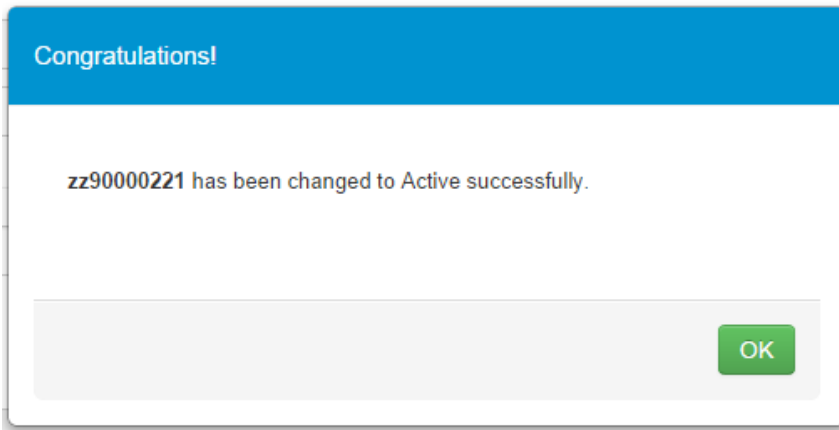 Congratulations!
zz90000221 has been changed to Active successfully.
OK